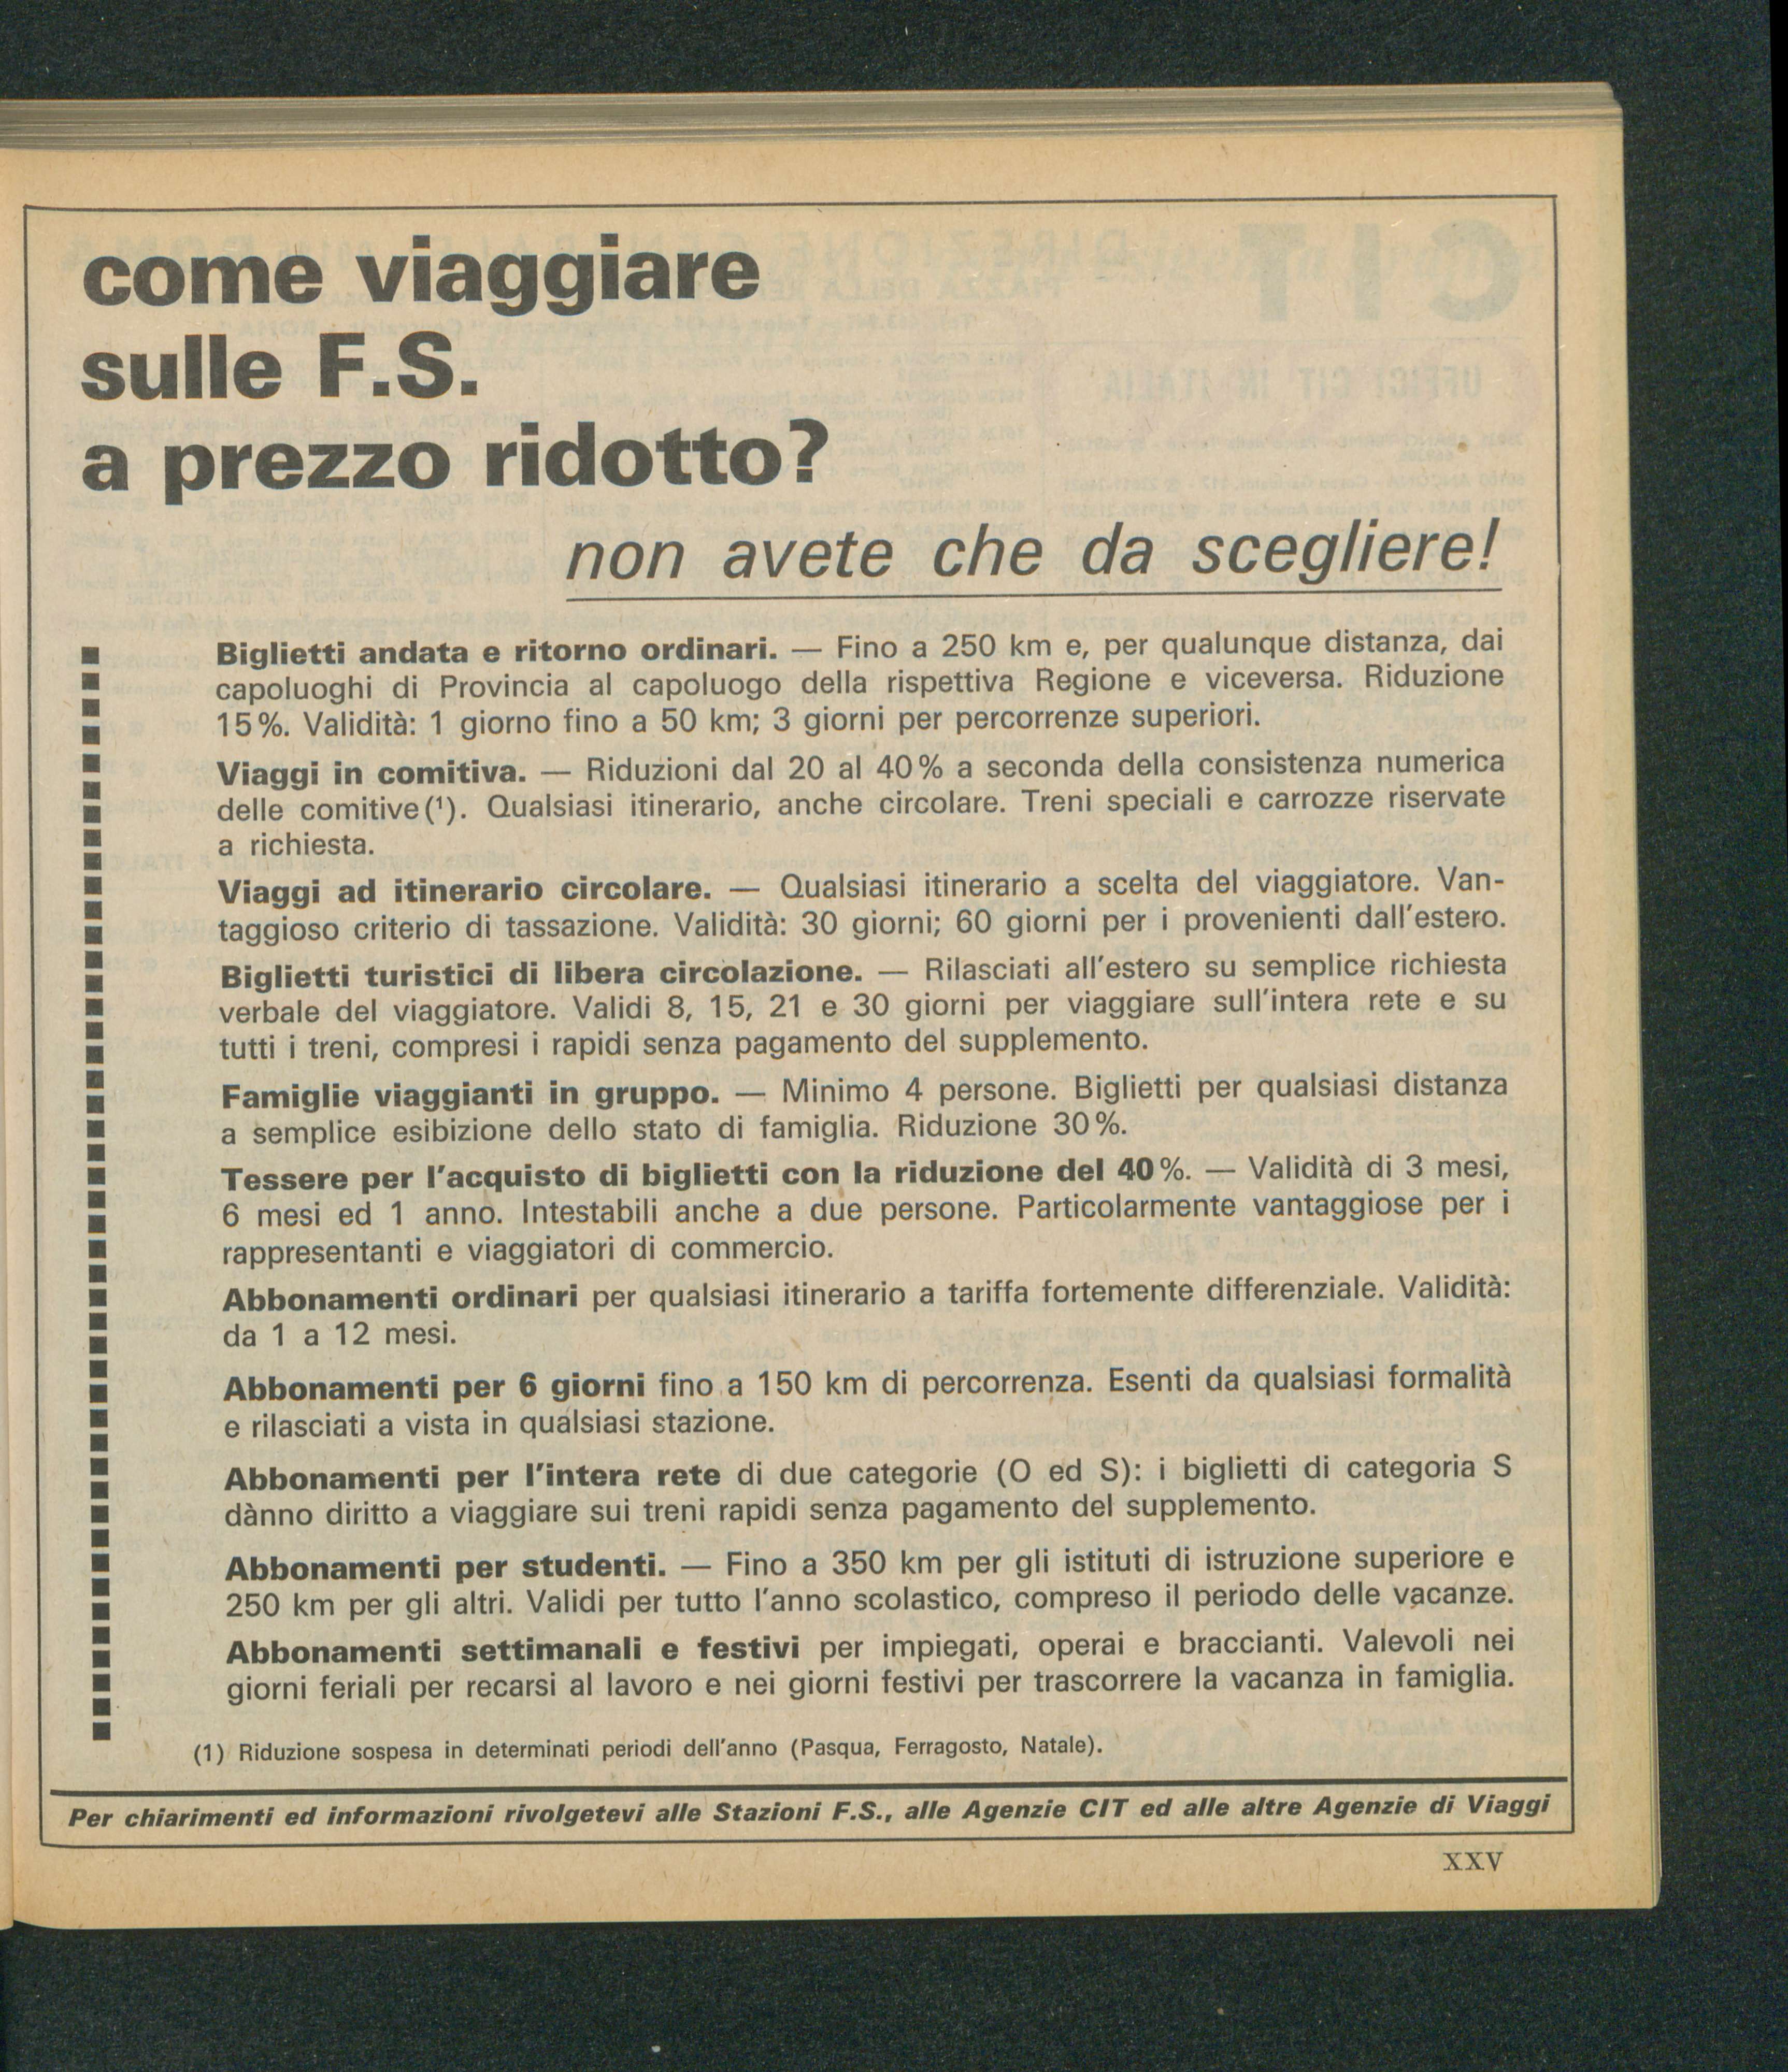 come viaggiare
sulle F.S.
a prezzo ridotto?
non avete che da scegliere!
Biglietti andata e ritorno ordinari. — Fino a 250 km e, per qualunque distanza, dai
capoluoghi di Provincia al capoluogo della rispettiva Regione e viceversa. Riduzione
15%. Validità: 1 giorno fino a 50 km; 3 giorni per percorrenze superiori.
Viaggi in comitiva. — Riduzioni dal 20 al 40% a seconda della consistenza numerica
delle comitive(¹). Qualsiasi itinerario, anche circolare. Treni speciali e carrozze riservate
a richiesta.
Viaggi ad itinerario circolare. — Qualsiasi itinerario a scelta del viaggiatore. Van-
taggioso criterio di tassazione. Validità: 30 giorni; 60 giorni per i provenienti dall'estero.
Biglietti turistici di libera circolazione. — Rilasciati all'estero su semplice richiesta
verbale del viaggiatore. Validi 8, 15, 21 e 30 giorni per viaggiare sull'intera rete e su
tutti i treni, compresi i rapidi senza pagamento del supplemento.
Famiglie viaggianti in gruppo. — Minimo 4 persone. Biglietti per qualsiasi distanza
a semplice esibizione dello stato di famiglia. Riduzione 30%.
Tessere per l'acquisto di biglietti con la riduzione del 40%. — Validità di 3 mesi,
6 mesi ed 1 anno. Intestabili anche a due persone. Particolarmente vantaggiose per i
rappresentanti e viaggiatori di commercio.
Abbonamenti ordinari per qualsiasi itinerario a tariffa fortemente differenziale. Validità:
da 1 a 12 mesi.
Abbonamenti per 6 giorni fino a 150 km di percorrenza. Esenti da qualsiasi formalità
e rilasciati a vista in qualsiasi stazione.
Abbonamenti per l'intera rete di due categorie (O ed S): i biglietti di categoria S
dànno diritto a viaggiare sui treni rapidi senza pagamento del supplemento.
Abbonamenti per studenti. — Fino a 350 km per gli istituti di istruzione superiore e
250 km per gli altri. Validi per tutto l'anno scolastico, compreso il periodo delle vacanze.
Abbonamenti settimanali e festivi per impiegati, operai e braccianti. Valevoli nei
giorni feriali per recarsi al lavoro e nei giorni festivi per trascorrere la vacanza in famiglia.
(1) Riduzione sospesa in determinati periodi dell'anno (Pasqua, Ferragosto, Natale).
Per chiarimenti ed informazioni rivolgetevi alle Stazioni F.S., alle Agenzie CIT ed alle altre Agenzie di Viaggi
XXV